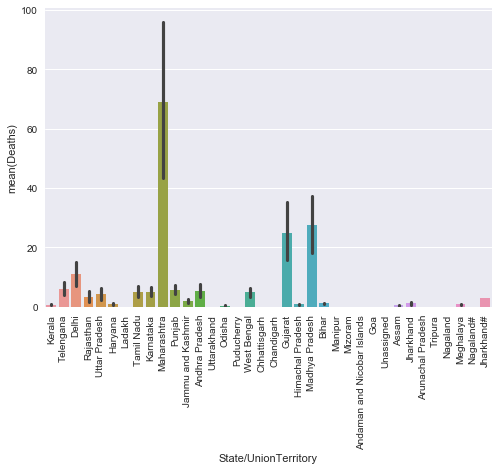 100
80
60
40
20
0
mean(Deaths)
Kerala
Telengana
Delhi
Rajasthan
Uttar Pradesh
Haryana
Ladakh
Tamil Nadu
Karnataka
Maharashtra
Punjab
Jammu and Kashmir
Andhra Pradesh
Uttarakhand
Odisha
Puducherry
West Bengal
Chhattisgarh
Chandigarh
Gujarat
Himachal Pradesh
Madhya Pradesh
Bihar
Manipur
Mizoram
Andaman and Nicobar Islands
Goa
Unassigned
Assam
Jharkhand
Arunachal Pradesh
Tripura
Nagaland
Meghalaya
Nagaland#
Jharkhand#
State/UnionTerritory